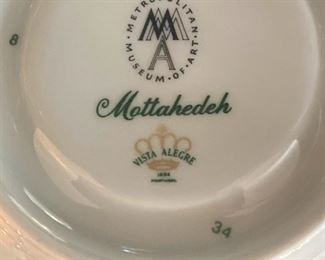 METROPOLITAN
MMA
MUSEUM·OF·ART·
8
Mottahedeh
VISTA ALEGRE
1824
PORTUGAL
34